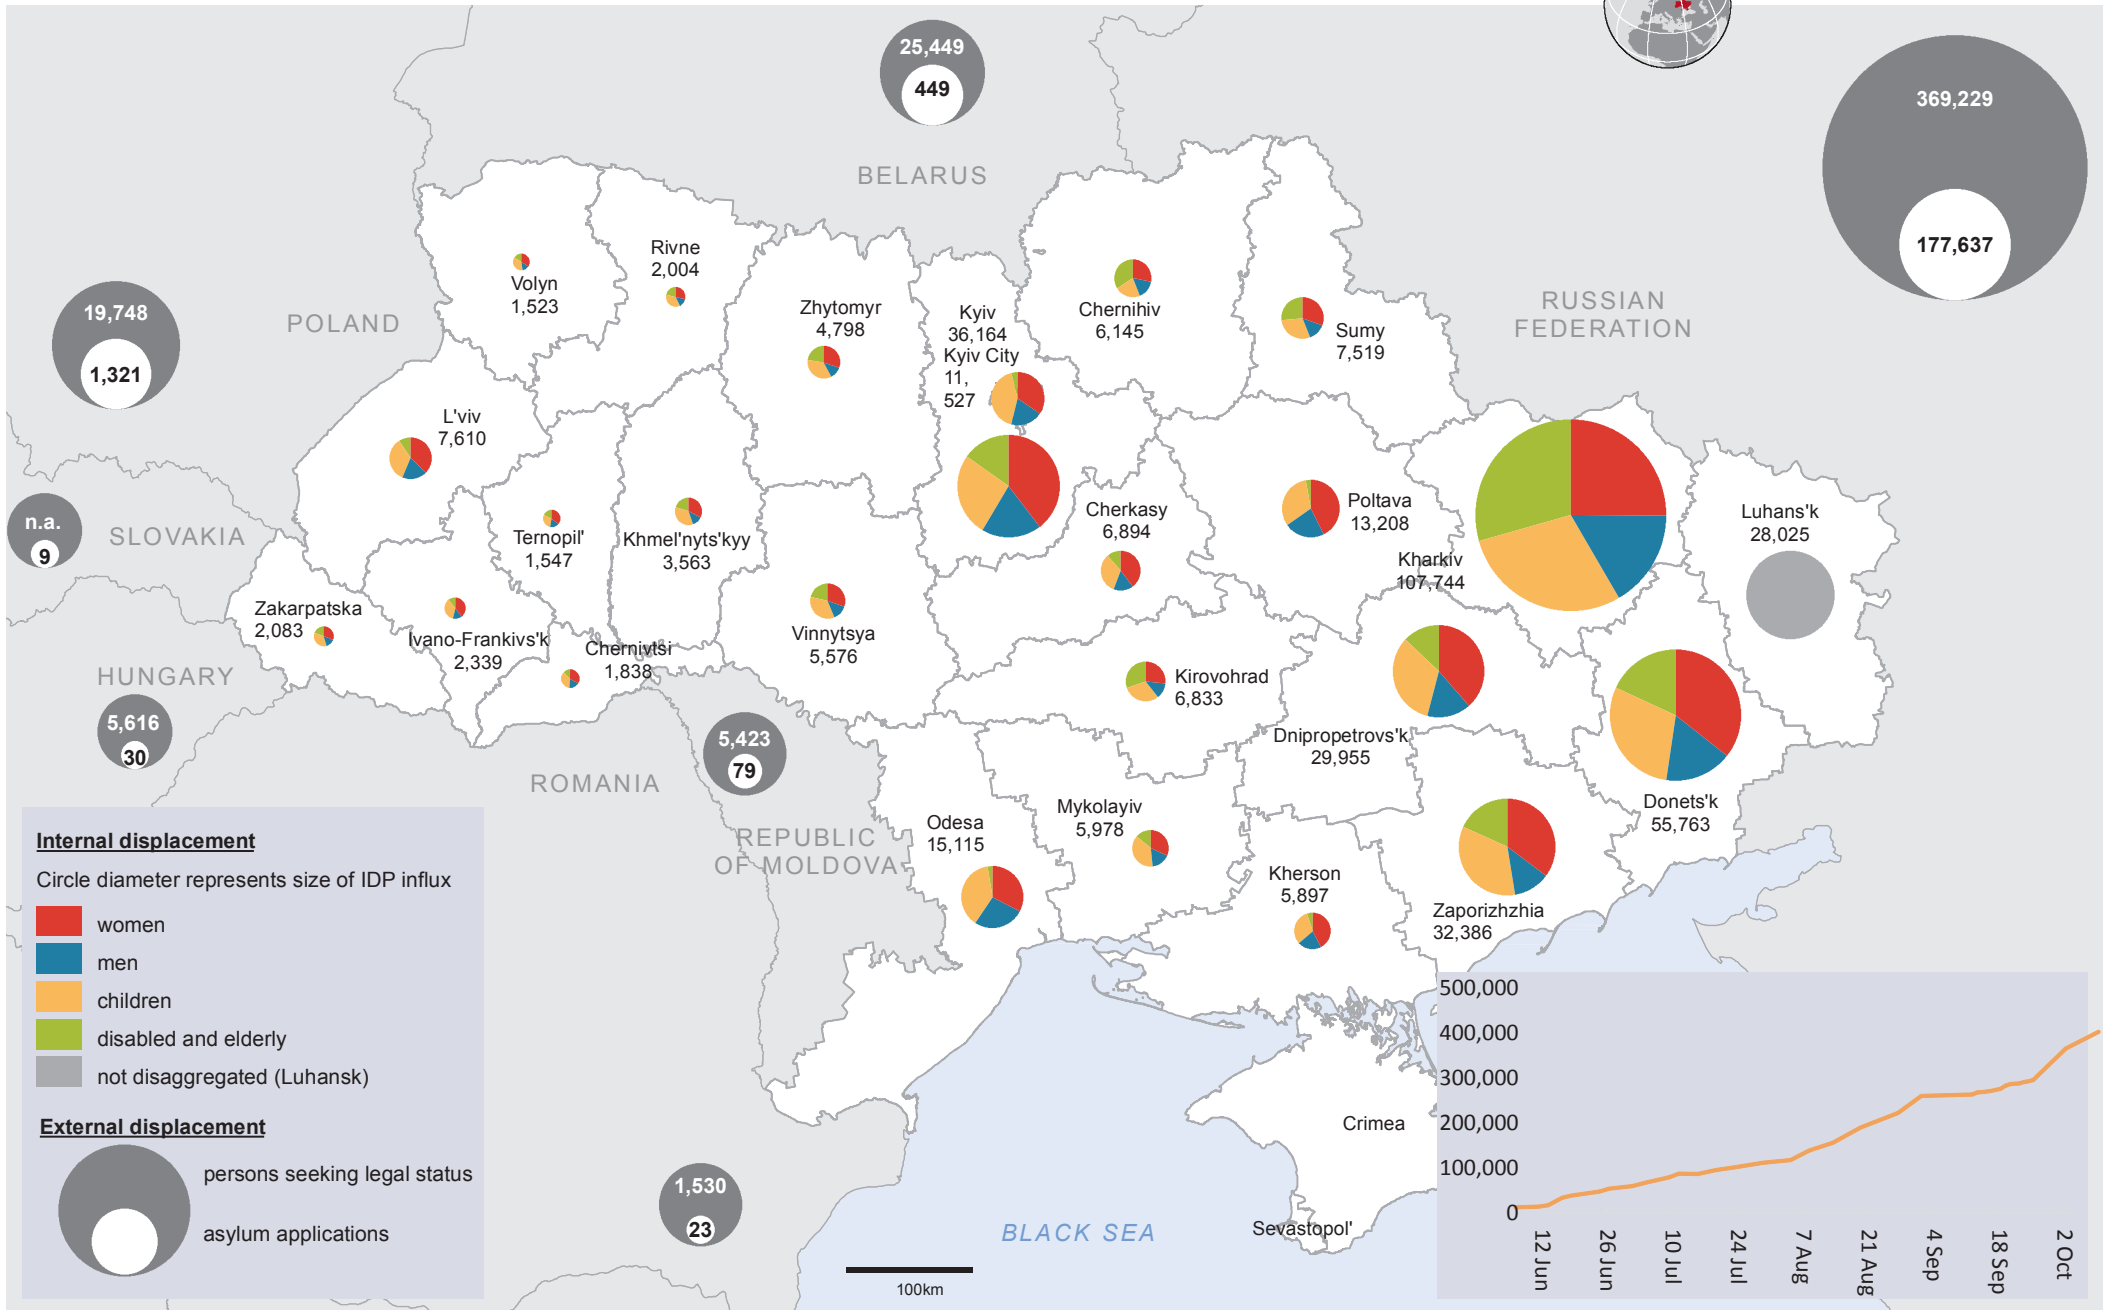 25,449
449
BELARUS
369,229
177,637
RUSSIAN
FEDERATION
19,748
1,321
POLAND
n.a.
9
SLOVAKIA
HUNGARY
5,616
30
ROMANIA
5,423
79
REPUBLIC
OF MOLDOVA
1,530
23
Volyn
1,523
Rivne
2,004
Zhytomyr
4,798
Kyiv
36,164
Kyiv City
11,
527
Chernihiv
6,145
Sumy
7,519
L'viv
7,610
Ternopil'
1,547
Khmel'nyts'kyy
3,563
Cherkasy
6,894
Poltava
13,208
Kharkiv
107,744
Luhans'k
28,025
Zakarpatska
2,083
Ivano-Frankivs'k
2,339
Chernivtsi
1,838
Vinnytsya
5,576
Kirovohrad
6,833
Dnipropetrovs'k
29,955
Donets'k
55,763
Odesa
15,115
Mykolayiv
5,978
Kherson
5,897
Zaporizhzhia
32,386
Crimea
Sevastopol'
BLACK SEA
100km
Internal displacement
Circle diameter represents size of IDP influx
women
men
children
disabled and elderly
not disaggregated (Luhansk)
External displacement
persons seeking legal status
asylum applications
500,000
400,000
300,000
200,000
100,000
0
12 Jun
26 Jun
10 Jul
24 Jul
7 Aug
21 Aug
4 Sep
18 Sep
2 Oct